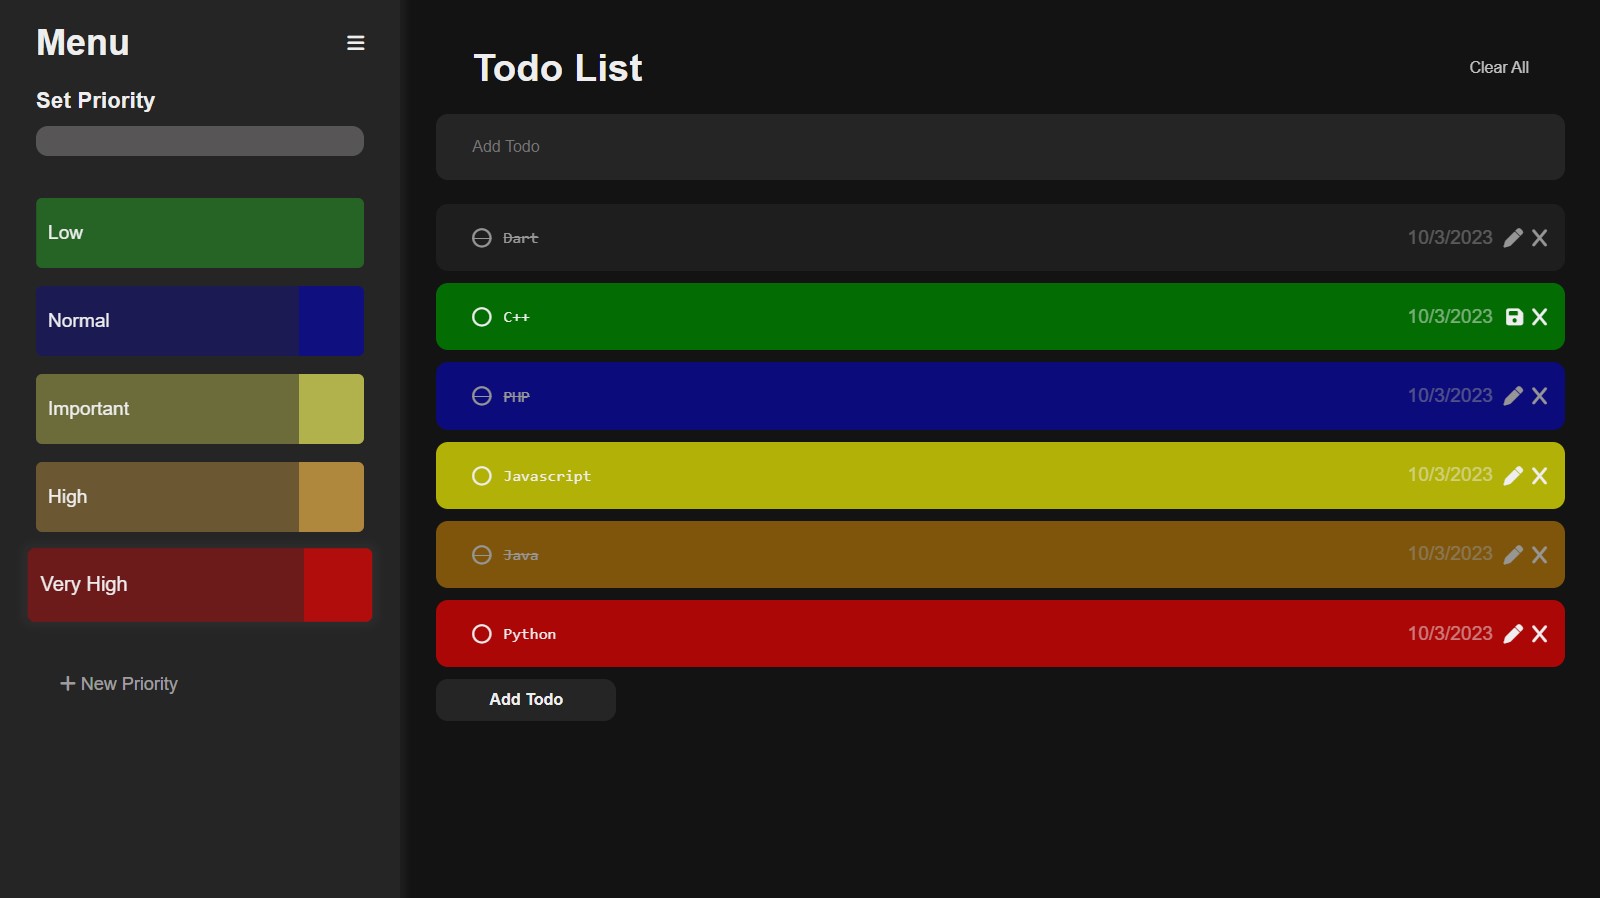 Menu
Set Priority
Low
Normal
Important
High
Very High
New Priority
Todo List
Clear All
Add Todo
Dart 10/3/2023
C++ 10/3/2023
PHP 10/3/2023
Javascript 10/3/2023
Java 10/3/2023
Python 10/3/2023
Add Todo